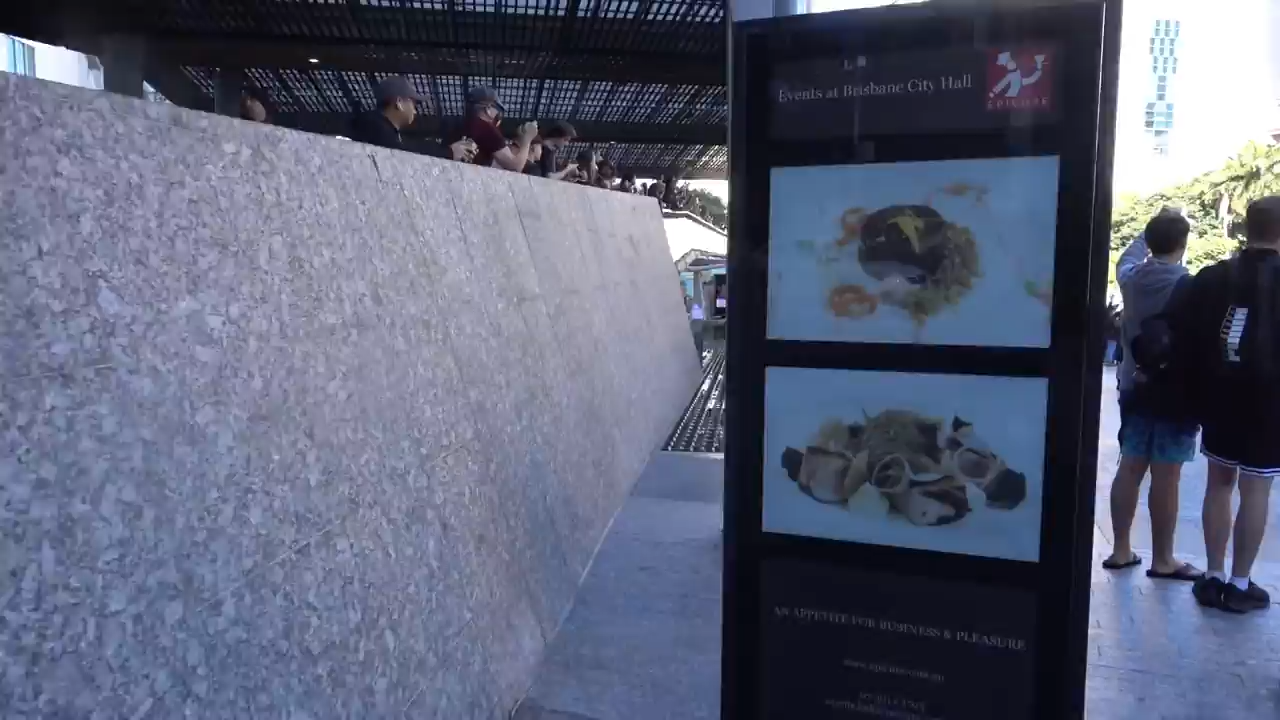 Events at Brisbane City Hall
EPICURE
AN APPETITE FOR BUSINESS & PLEASURE